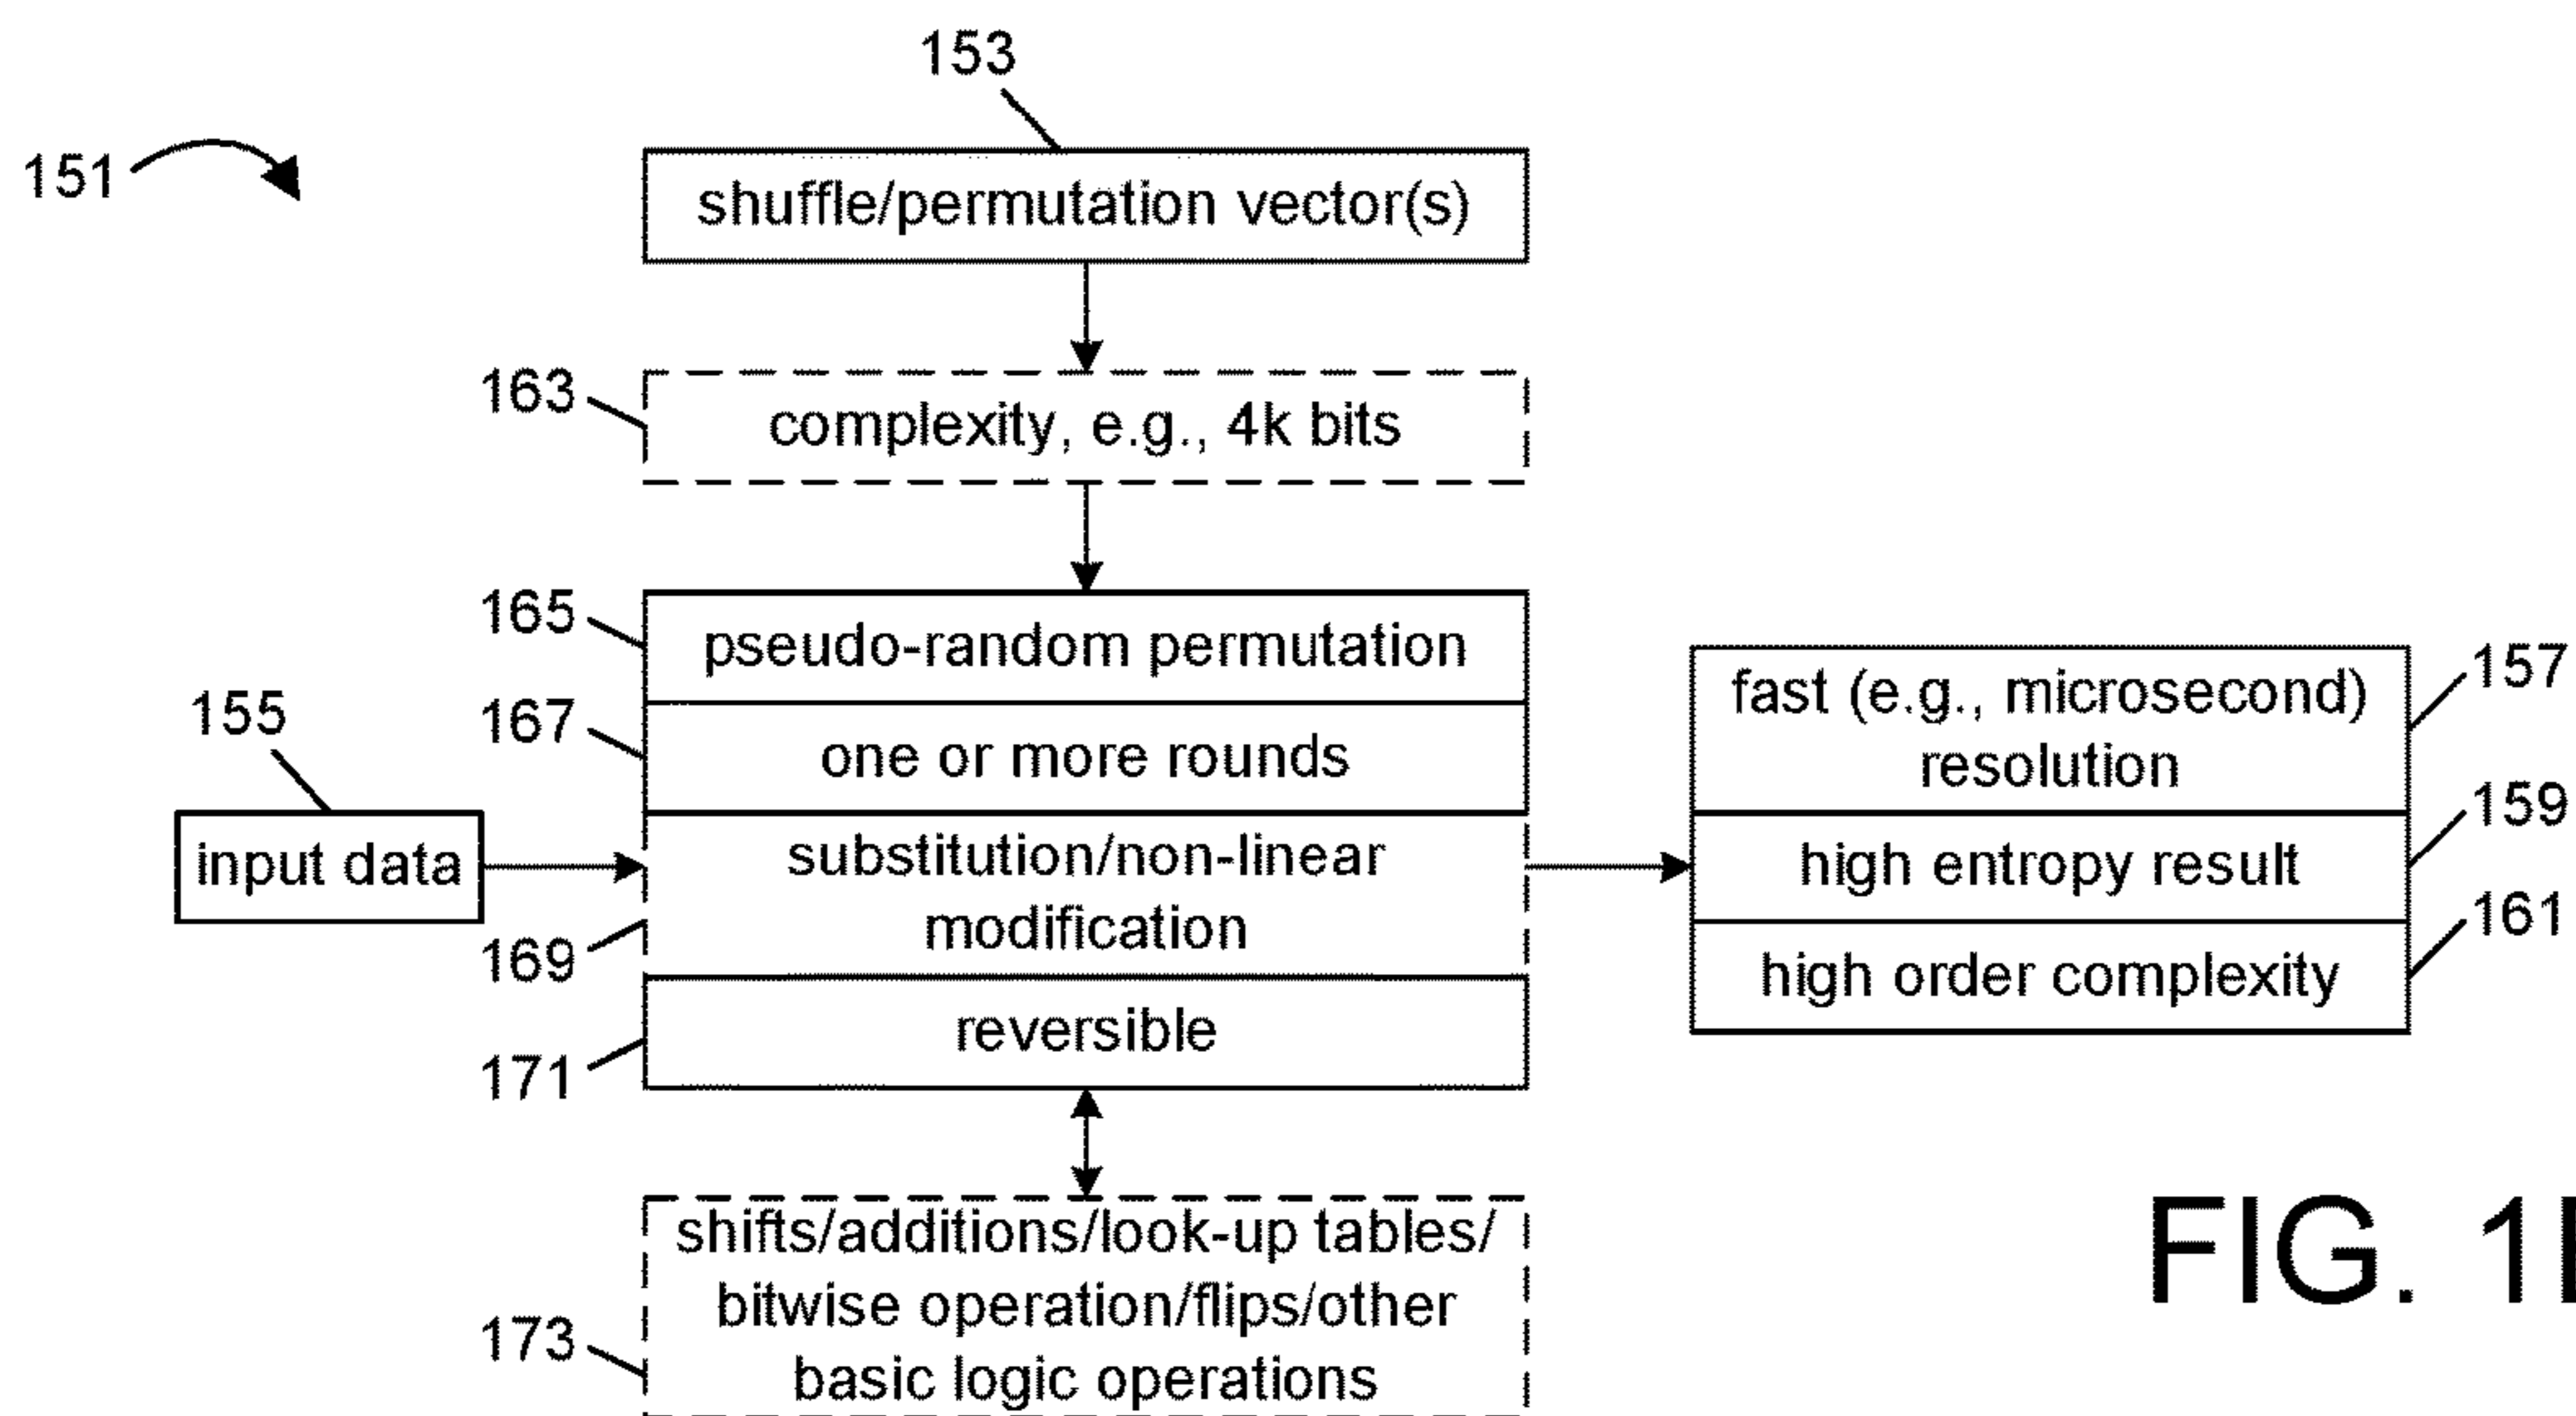 153
151
shuffle/permutation vector(s)
163
complexity, e.g., 4k bits
165
pseudo-random permutation
167
one or more rounds
155
input data
substitution/non-linear
modification
169
reversible
171
fast (e.g., microsecond)
resolution
157
high entropy result
159
high order complexity
161
shifts/additions/look-up tables/
bitwise operation/flips/other
basic logic operations
173
FIG. 1